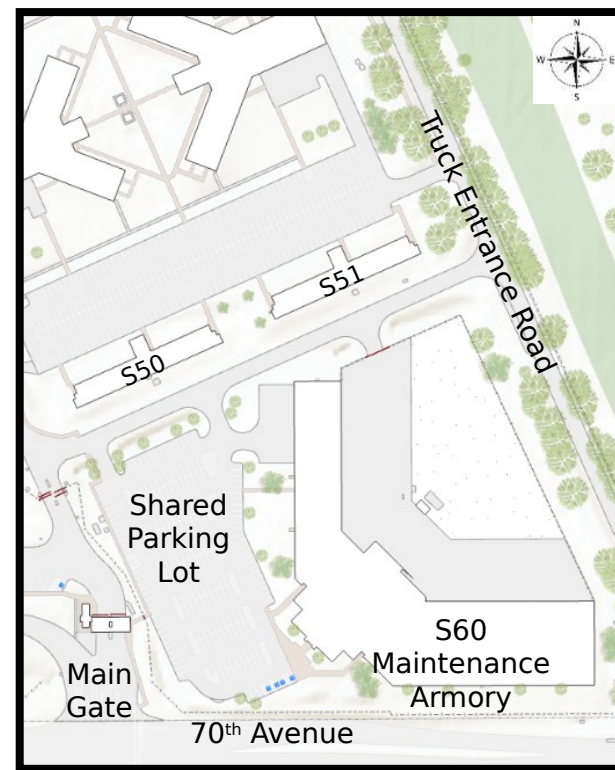 N
W E
S
Truck Entrance Road
S51
S50
Shared
Parking
Lot
S60
Maintenance
Armory
Main
Gate
70th Avenue